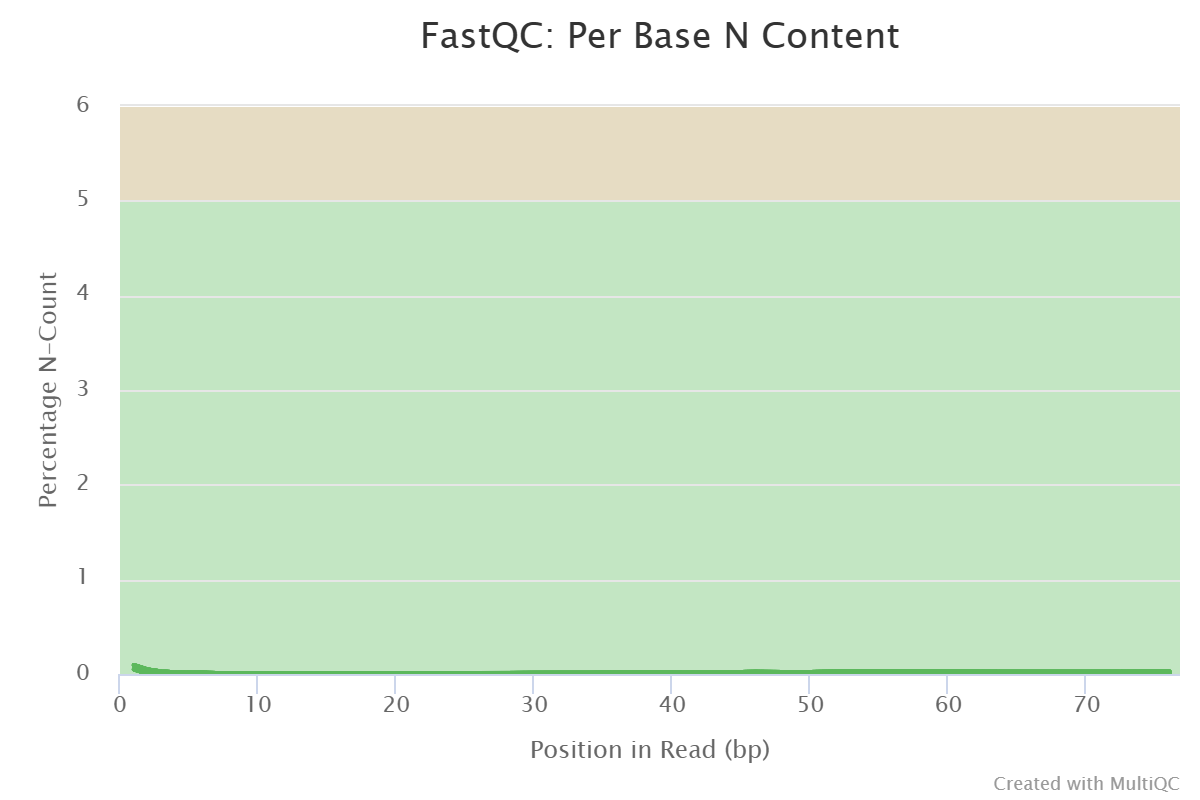 FastQC: Per Base N Content
6
5
4
3
2
1
0
Percentage N-Count
0 10 20 30 40 50 60 70
Position in Read (bp)
Created with MultiQC